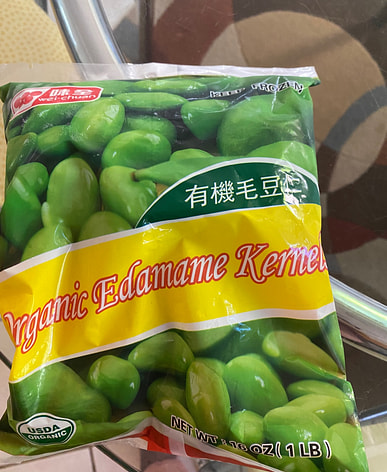 味全
wei-chuan
KEEP FROZEN
有機毛豆仁
Organic Edamame Kernels
USDA
ORGANIC
NET WT. 16 OZ (1 LB)